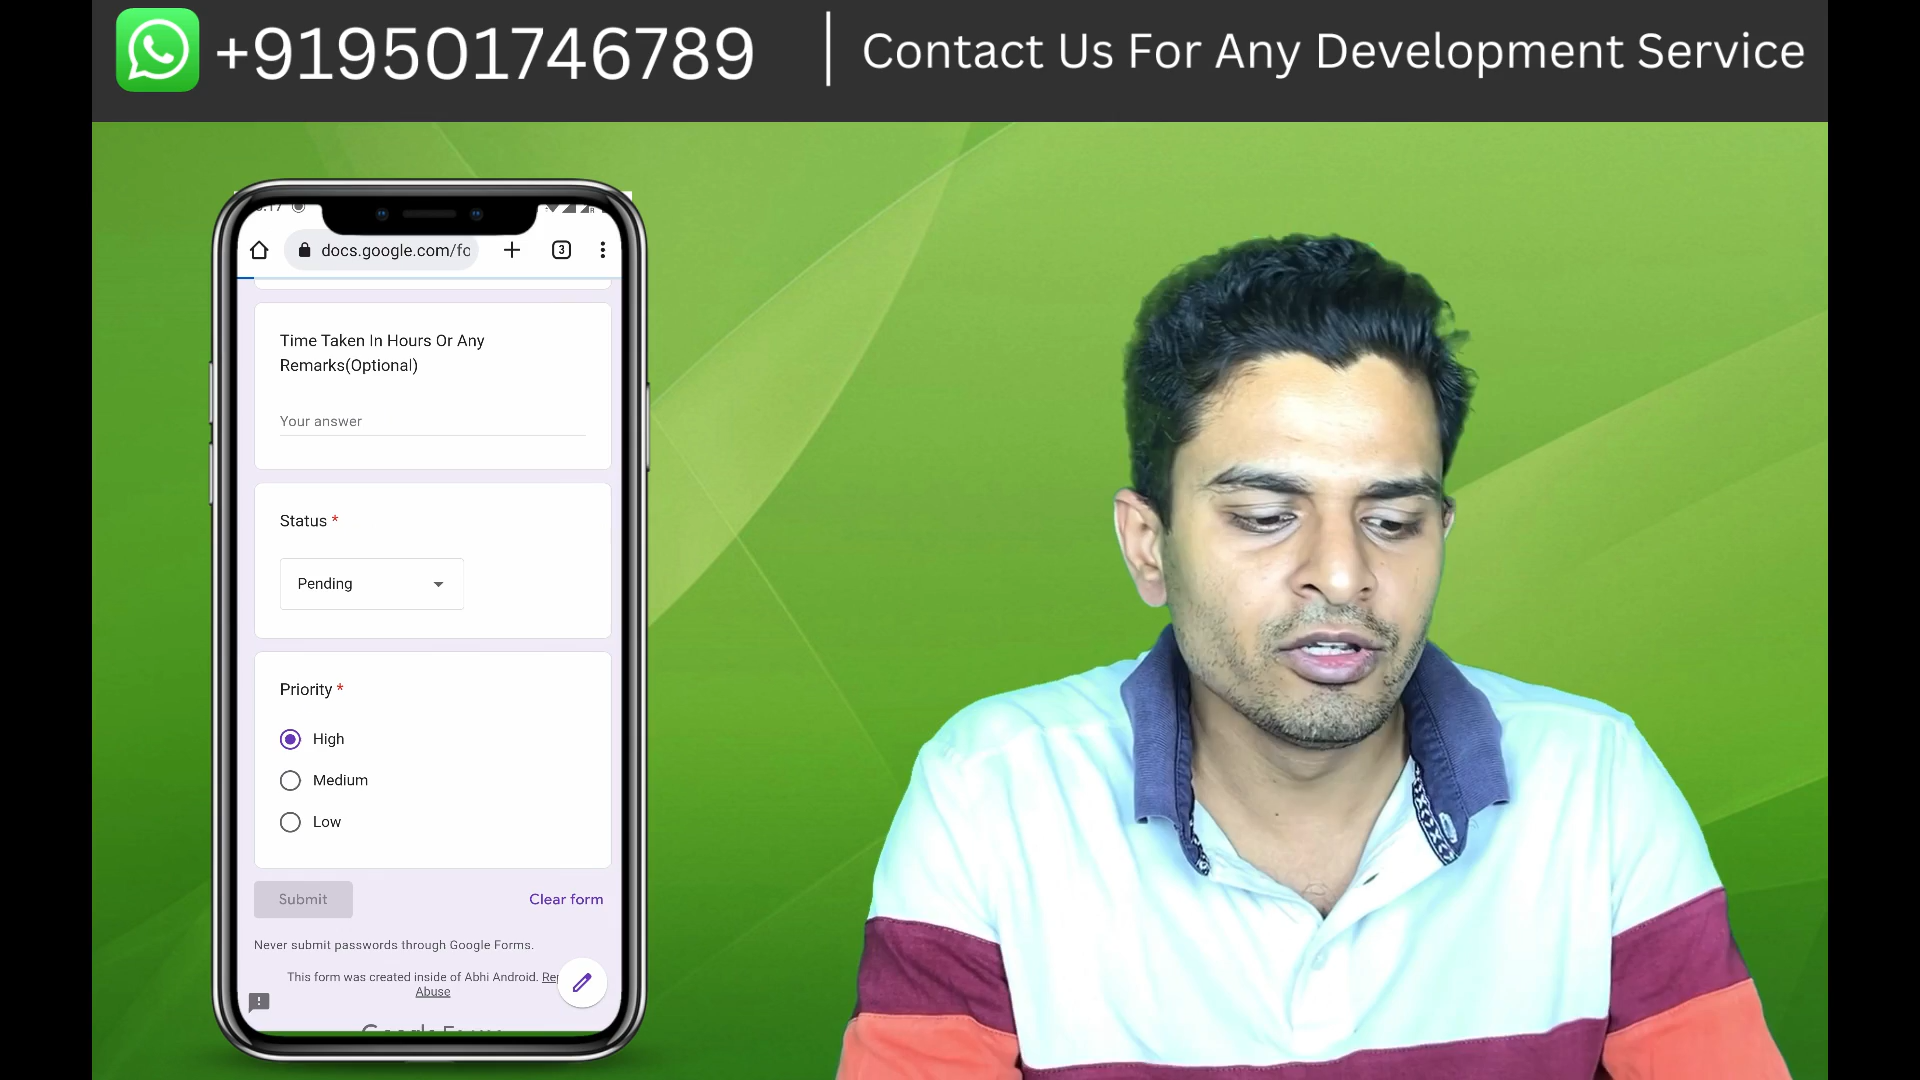 +919501746789
Contact Us For Any Development Service
docs.google.com/fo
3
Time Taken In Hours Or Any
Remarks(Optional)
Your answer
Status *
Pending
Priority *
High
Medium
Low
Submit
Clear form
Never submit passwords through Google Forms.
This form was created inside of Abhi Android. Rep
Abuse